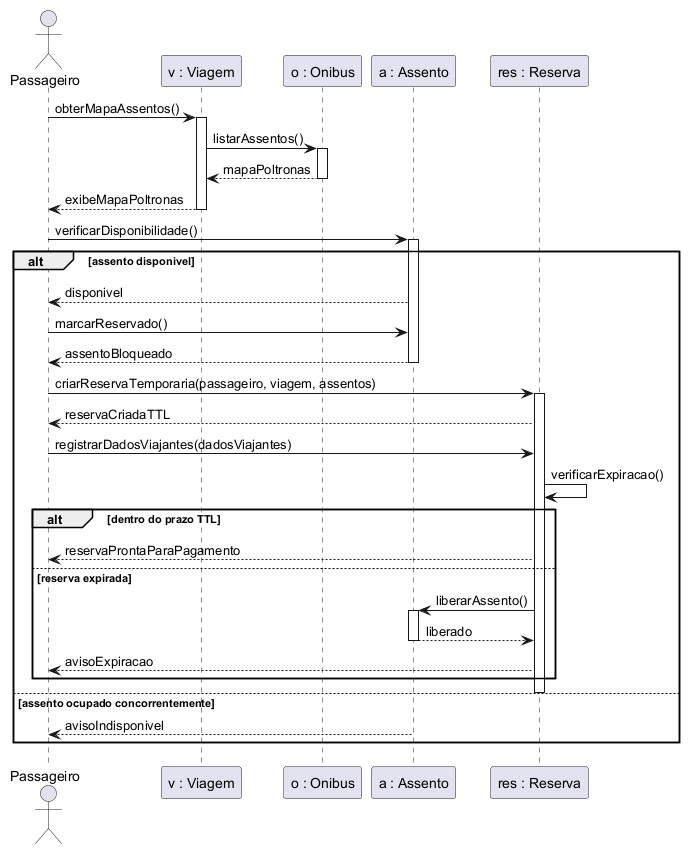 Passageiro
v : Viagem
o : Onibus
a : Assento
res : Reserva
obterMapaAssentos()
listarAssentos()
mapaPoltronas
exibeMapaPoltronas
verificarDisponibilidade()
alt [assento disponivel]
disponivel
marcarReservado()
assentoBloqueado
criarReservaTemporaria(passageiro, viagem, assentos)
reservaCriadaTTL
registrarDadosViajantes(dadosViajantes)
verificarExpiracao()
alt [dentro do prazo TTL]
reservaProntaParaPagamento
[reserva expirada]
liberarAssento()
liberado
avisoExpiracao
[assento ocupado concorrentemente]
avisoIndisponivel
Passageiro
v : Viagem
o : Onibus
a : Assento
res : Reserva